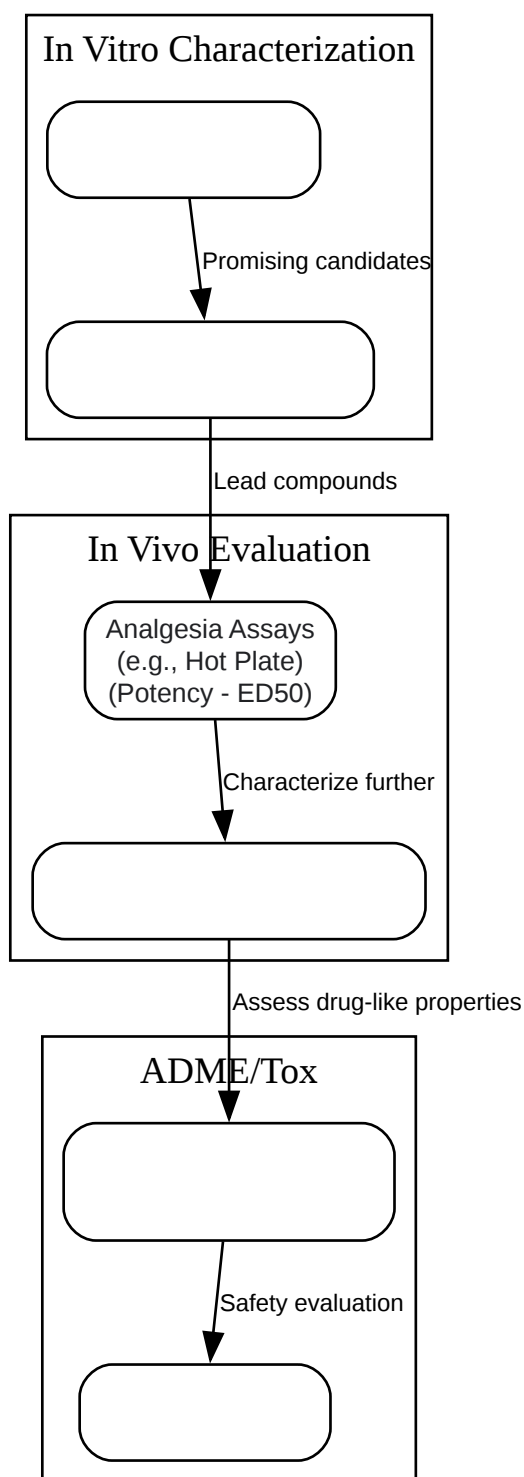 In Vitro Characterization
Promising candidates
Lead compounds
In Vivo Evaluation
Analgesia Assays
(e.g., Hot Plate)
(Potency - ED50)
Characterize further
Assess drug-like properties
ADME/Tox
Safety evaluation